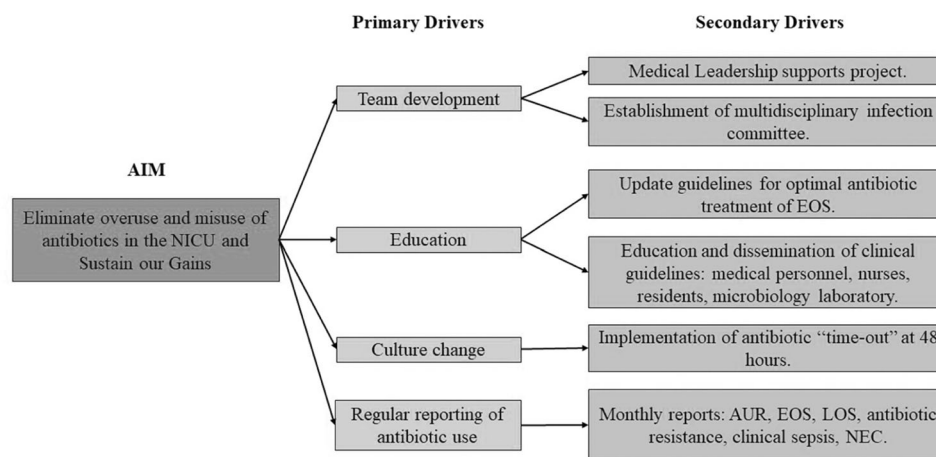 Primary Drivers
Secondary Drivers
Medical Leadership supports project.
Team development
Establishment of multidisciplinary infection
committee.
AIM
Eliminate overuse and misuse of
antibiotics in the NICU and
Sustain our Gains
Update guidelines for optimal antibiotic
treatment of EOS.
Education
Education and dissemination of clinical
guidelines: medical personnel, nurses,
residents, microbiology laboratory.
Culture change
Implementation of antibiotic “time-out” at 48
hours.
Regular reporting of
antibiotic use
Monthly reports: AUR, EOS, LOS, antibiotic
resistance, clinical sepsis, NEC.